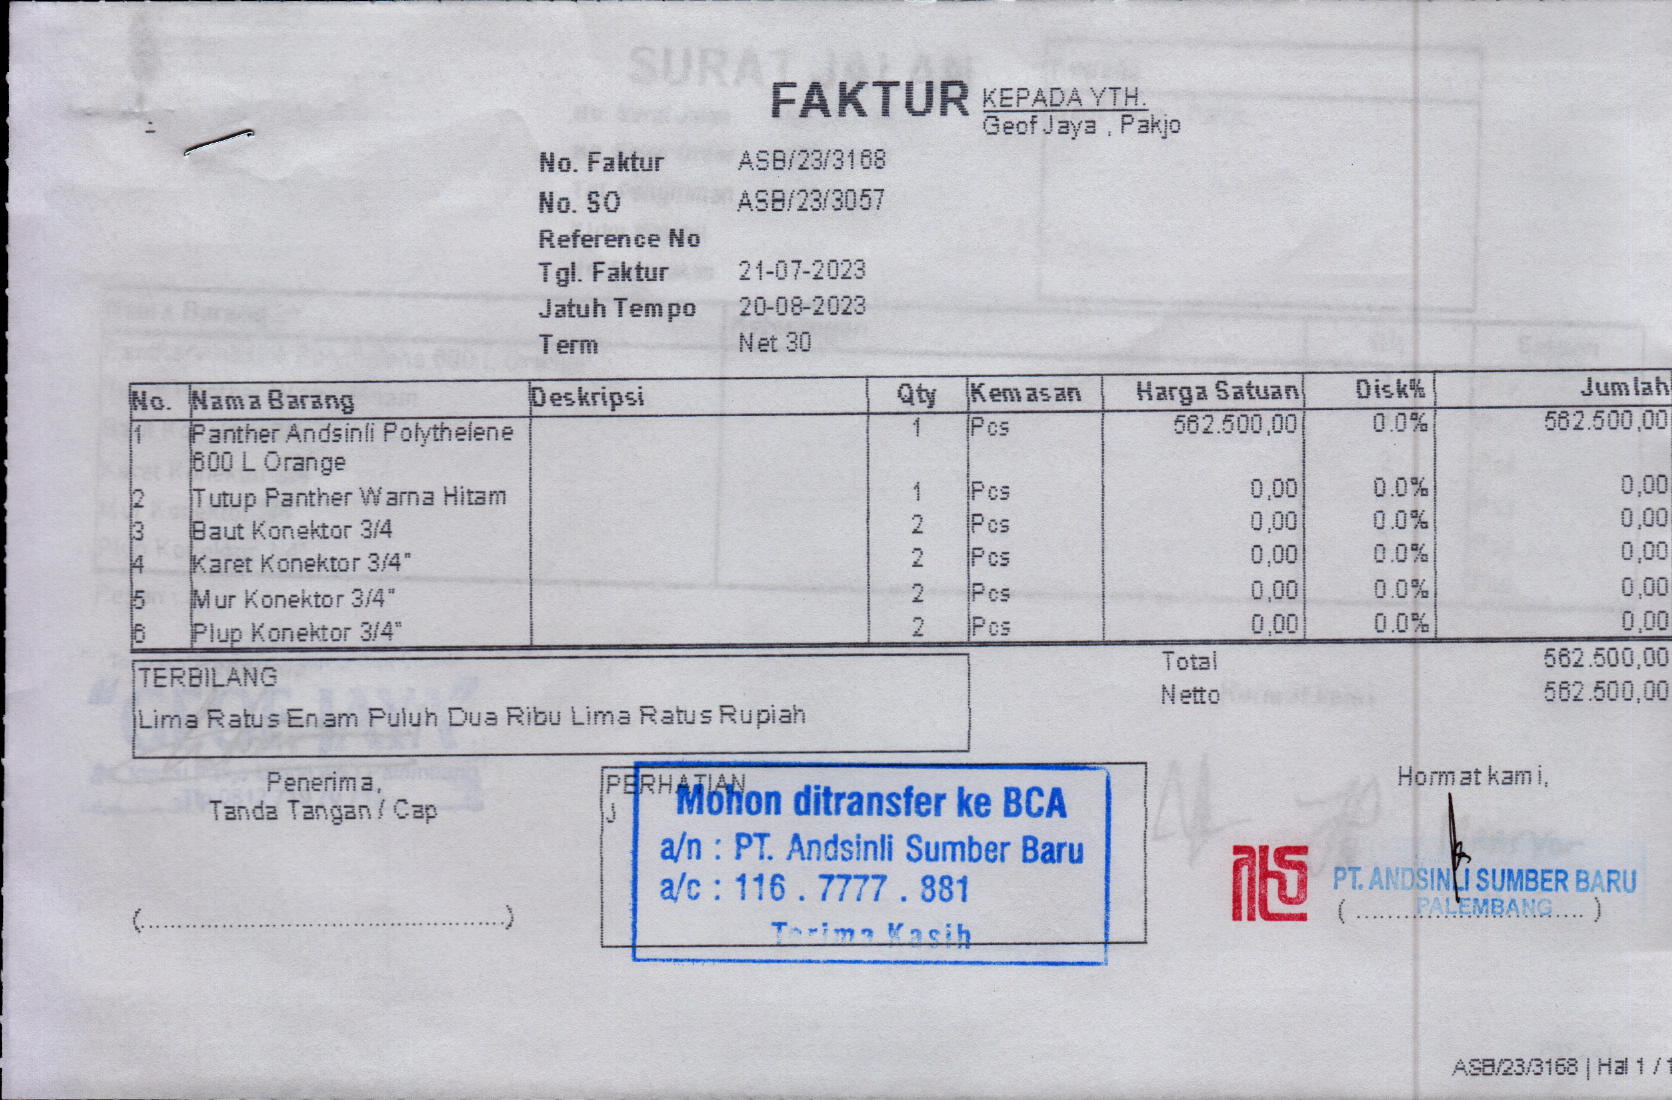 FAKTUR
KEPADA YTH.
Geof Jaya , Pakjo
No. Faktur ASB/23/3168
No. SO ASB/23/3057
Reference No
Tgl. Faktur 21-07-2023
Jatuh Tempo 20-08-2023
Term Net 30
No. Nama Barang Deskripsi Qty Kemasan Harga Satuan Disk% Jumlah
1 Panther Andsinli Polythelene 1 Pcs 562.500,00 0.0% 562.500,00
600 L Orange
2 Tutup Panther Warna Hitam 1 Pcs 0,00 0.0% 0,00
3 Baut Konektor 3/4 2 Pcs 0,00 0.0% 0,00
4 Karet Konektor 3/4" 2 Pcs 0,00 0.0% 0,00
5 Mur Konektor 3/4" 2 Pcs 0,00 0.0% 0,00
6 Plup Konektor 3/4" 2 Pcs 0,00 0.0% 0,00
Total 562.500,00
Netto 562.500,00
TERBILANG
Lima Ratus Enam Puluh Dua Ribu Lima Ratus Rupiah
Penerima,
Tanda Tangan / Cap
(..............................................)
PERHATIAN
J
Mohon ditransfer ke BCA
a/n : PT. Andsinli Sumber Baru
a/c : 116 . 7777 . 881
Terima Kasih
Hormat kami,
PT. ANDSINLI SUMBER BARU
PALEMBANG
( .............................. )
ASB/23/3168 | Hal 1 / 1
SURAT JALAN